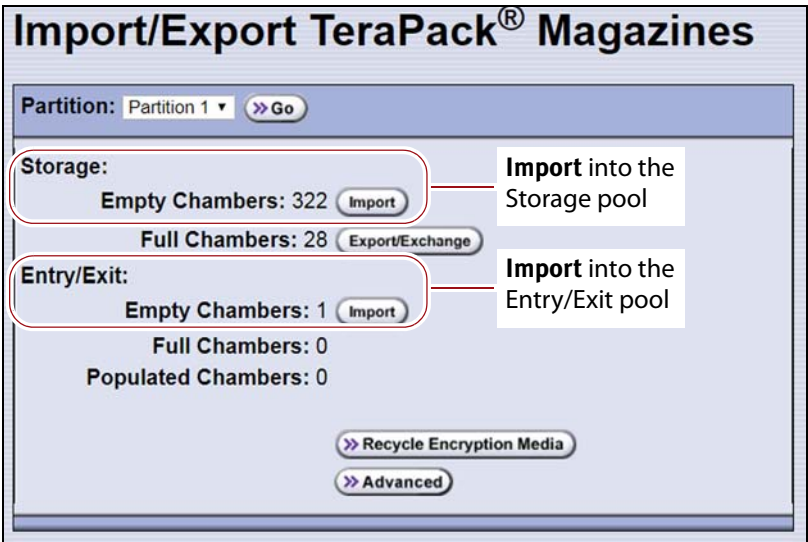 Import/Export TeraPack® Magazines
Partition: Partition 1 ▾ » Go
Storage:
Empty Chambers: 322 Import
Full Chambers: 28 Export/Exchange
Import into the
Storage pool
Entry/Exit:
Empty Chambers: 1 Import
Import into the
Entry/Exit pool
Full Chambers: 0
Populated Chambers: 0
» Recycle Encryption Media
» Advanced